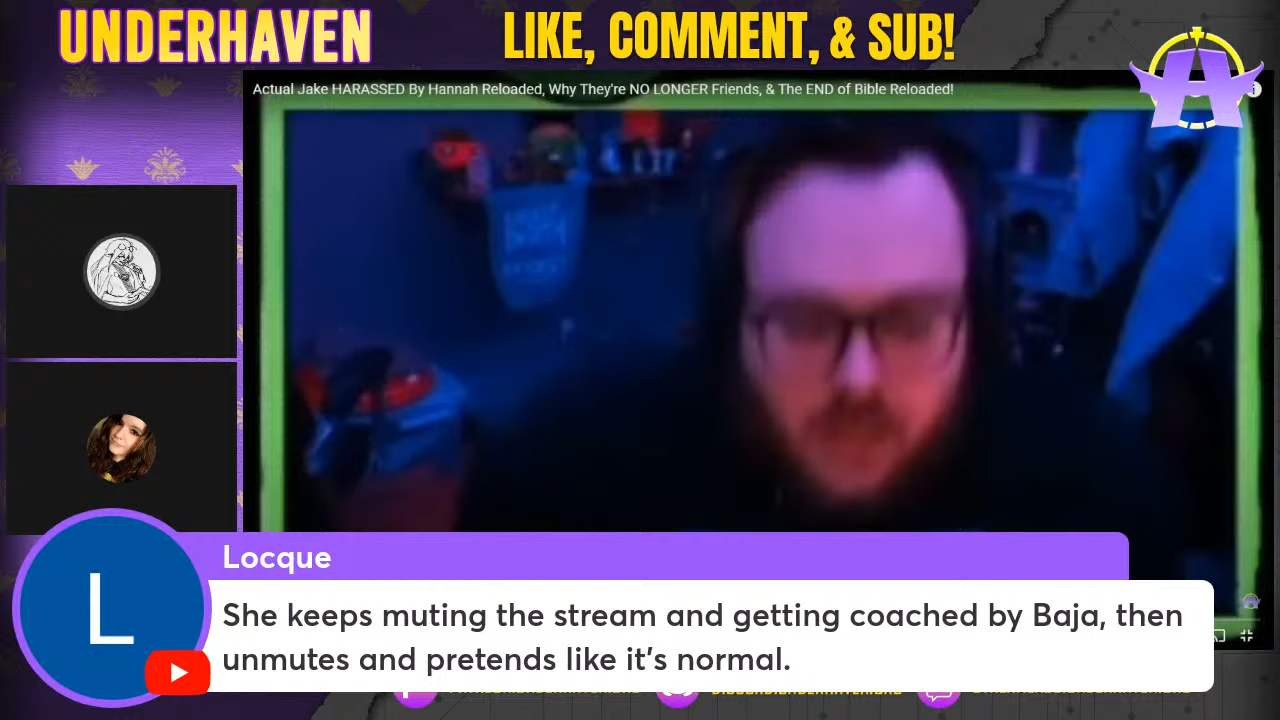 UNDERHAVEN
LIKE, COMMENT, & SUB!
Actual Jake HARASSED By Hannah Reloaded, Why They're NO LONGER Friends, & The END of Bible Reloaded!
L
Locque
She keeps muting the stream and getting coached by Baja, then
unmutes and pretends like it's normal.